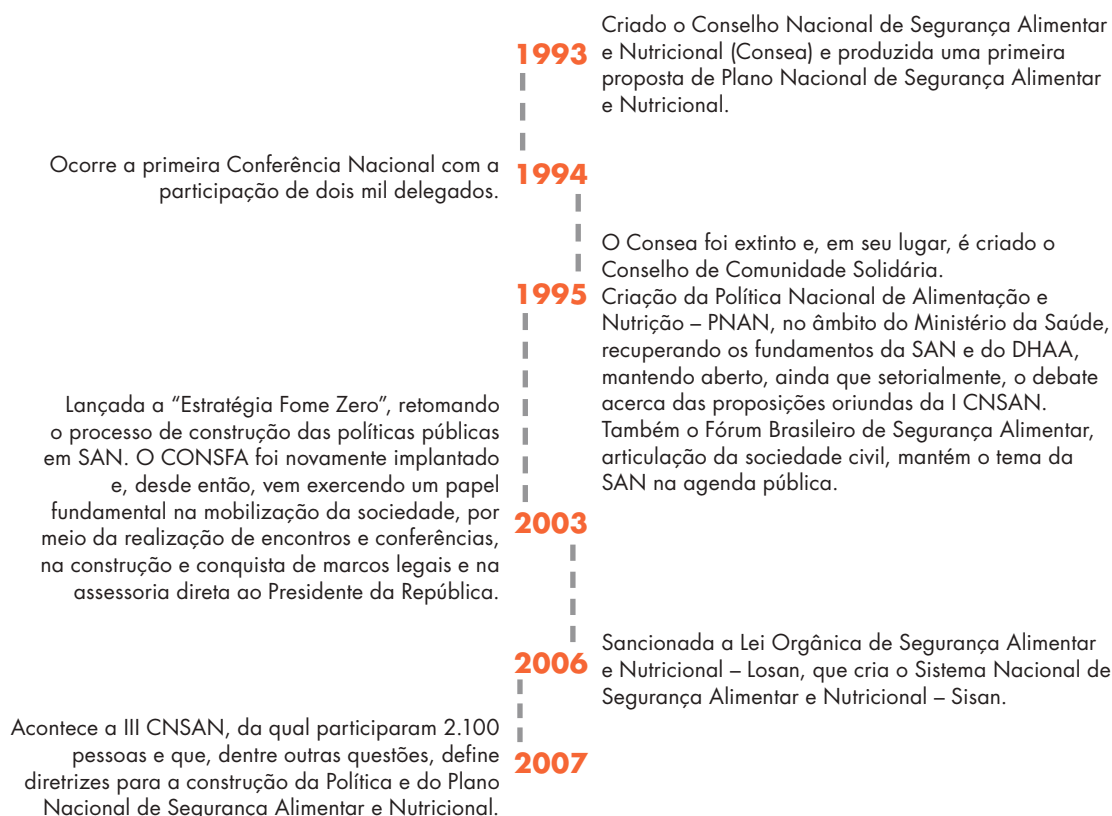 1993
Criado o Conselho Nacional de Segurança Alimentar
e Nutricional (Consea) e produzida uma primeira
proposta de Plano Nacional de Segurança Alimentar
e Nutricional.
Ocorre a primeira Conferência Nacional com a
participação de dois mil delegados.
1994
1995
O Consea foi extinto e, em seu lugar, é criado o
Conselho de Comunidade Solidária.
Criação da Política Nacional de Alimentação e
Nutrição – PNAN, no âmbito do Ministério da Saúde,
recuperando os fundamentos da SAN e do DHAA,
mantendo aberto, ainda que setorialmente, o debate
acerca das proposições oriundas da I CNSAN.
Também o Fórum Brasileiro de Segurança Alimentar,
articulação da sociedade civil, mantém o tema da
SAN na agenda pública.
Lançada a “Estratégia Fome Zero”, retomando
o processo de construção das políticas públicas
em SAN. O CONSFA foi novamente implantado
e, desde então, vem exercendo um papel
fundamental na mobilização da sociedade, por
meio da realização de encontros e conferências,
na construção e conquista de marcos legais e na
assessoria direta ao Presidente da República.
2003
2006
Sancionada a Lei Orgânica de Segurança Alimentar
e Nutricional – Losan, que cria o Sistema Nacional de
Segurança Alimentar e Nutricional – Sisan.
Acontece a III CNSAN, da qual participaram 2.100
pessoas e que, dentre outras questões, define
diretrizes para a construção da Política e do Plano
Nacional de Segurança Alimentar e Nutricional.
2007